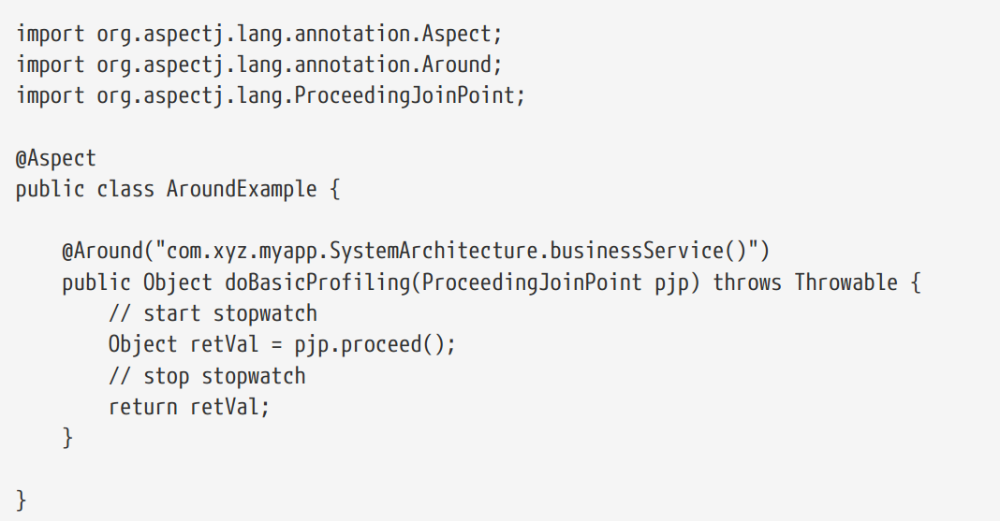 import org.aspectj.lang.annotation.Aspect;
import org.aspectj.lang.annotation.Around;
import org.aspectj.lang.ProceedingJoinPoint;

@Aspect
public class AroundExample {

    @Around("com.xyz.myapp.SystemArchitecture.businessService()")
    public Object doBasicProfiling(ProceedingJoinPoint pjp) throws Throwable {
        // start stopwatch
        Object retVal = pjp.proceed();
        // stop stopwatch
        return retVal;
    }

}